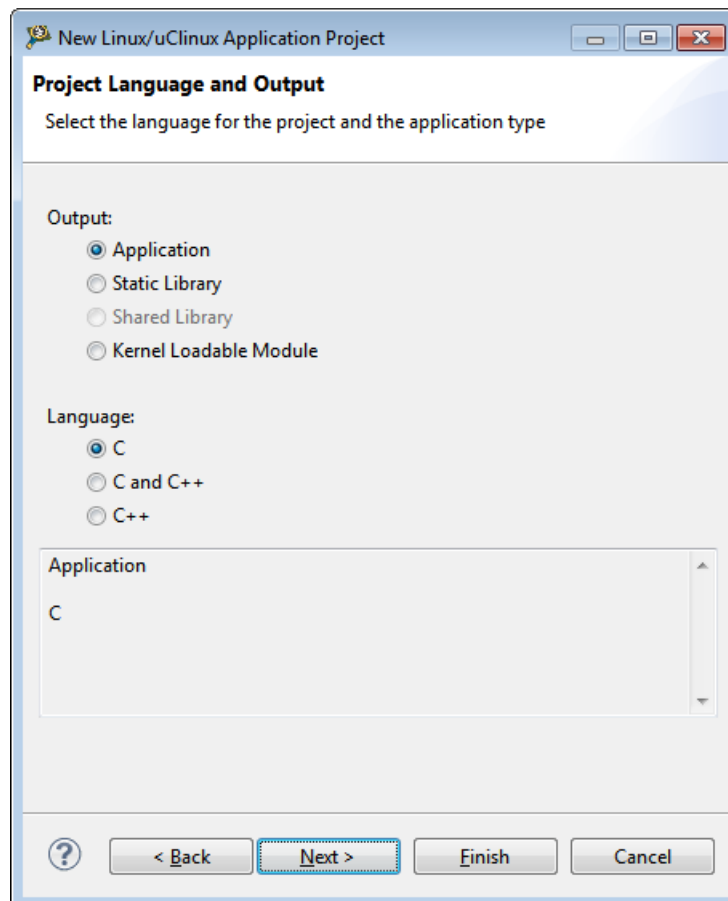 New Linux/uClinux Application Project
Project Language and Output
Select the language for the project and the application type
Output:
Application
Static Library
Shared Library
Kernel Loadable Module
Language:
C
C and C++
C++
Application
C
?
< Back
Next >
Finish
Cancel